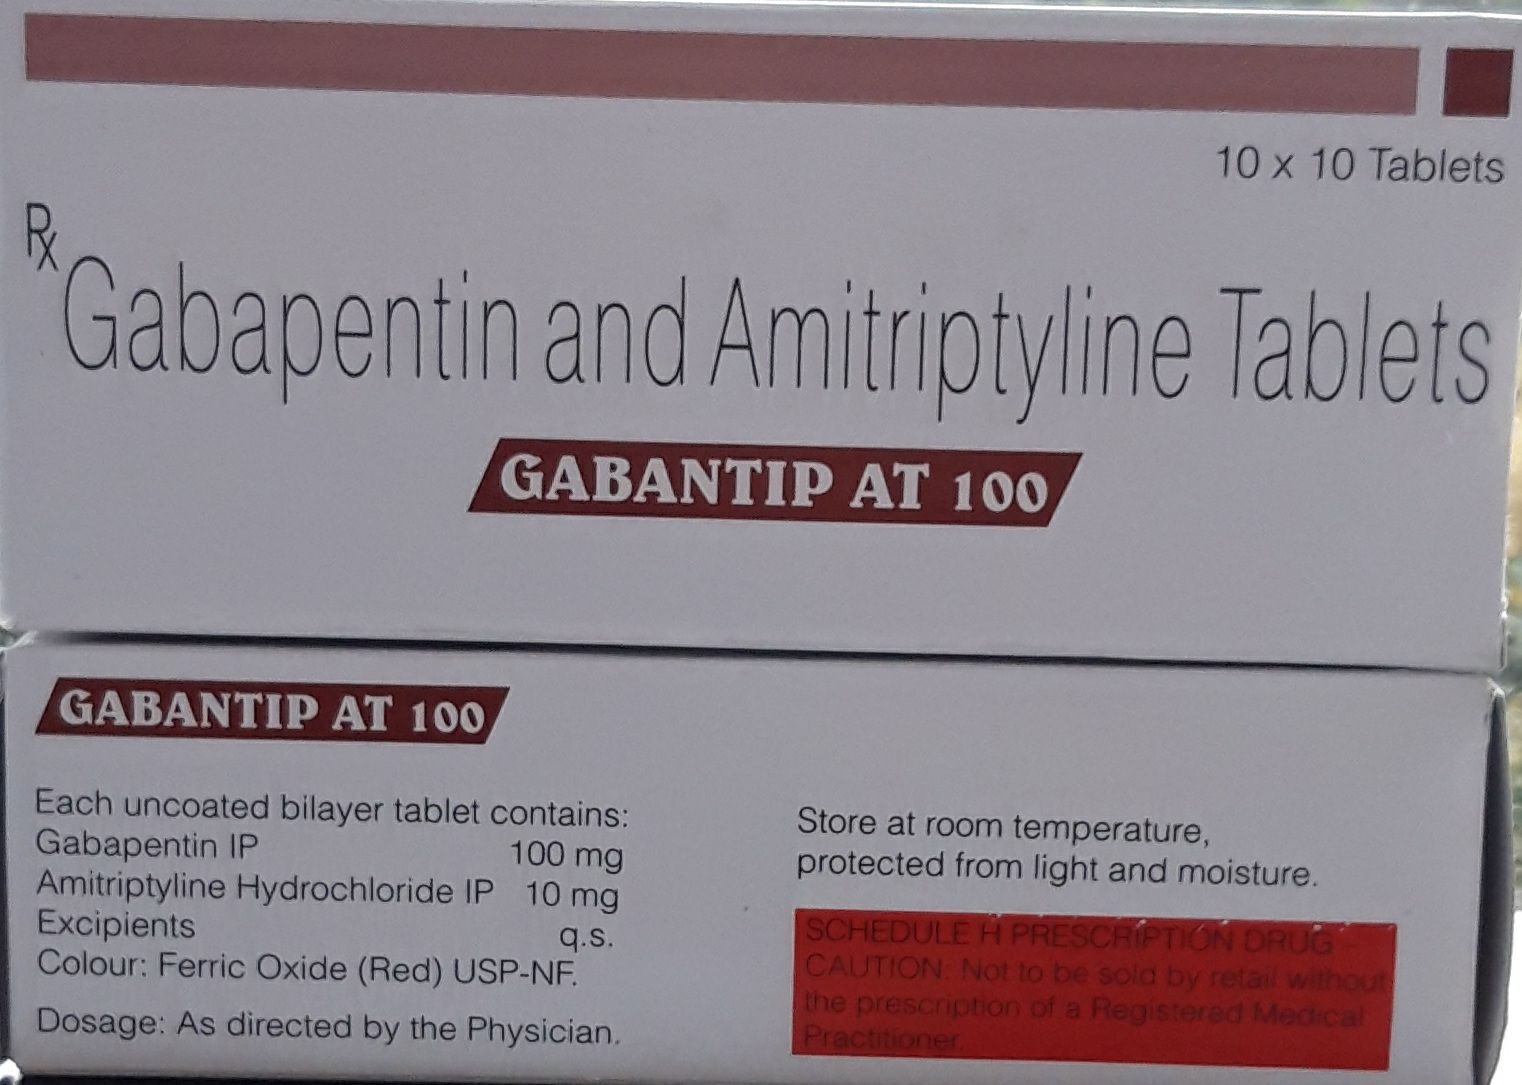 10 x 10 Tablets
Rx
Gabapentin and Amitriptyline Tablets
GABANTIP AT 100
GABANTIP AT 100
Each uncoated bilayer tablet contains:
Gabapentin IP 100 mg
Amitriptyline Hydrochloride IP 10 mg
Excipients q.s.
Colour: Ferric Oxide (Red) USP-NF.
Dosage: As directed by the Physician.
Store at room temperature,
protected from light and moisture.
SCHEDULE H PRESCRIPTION DRUG –
CAUTION: Not to be sold by retail without
the prescription of a Registered Medical
Practitioner.